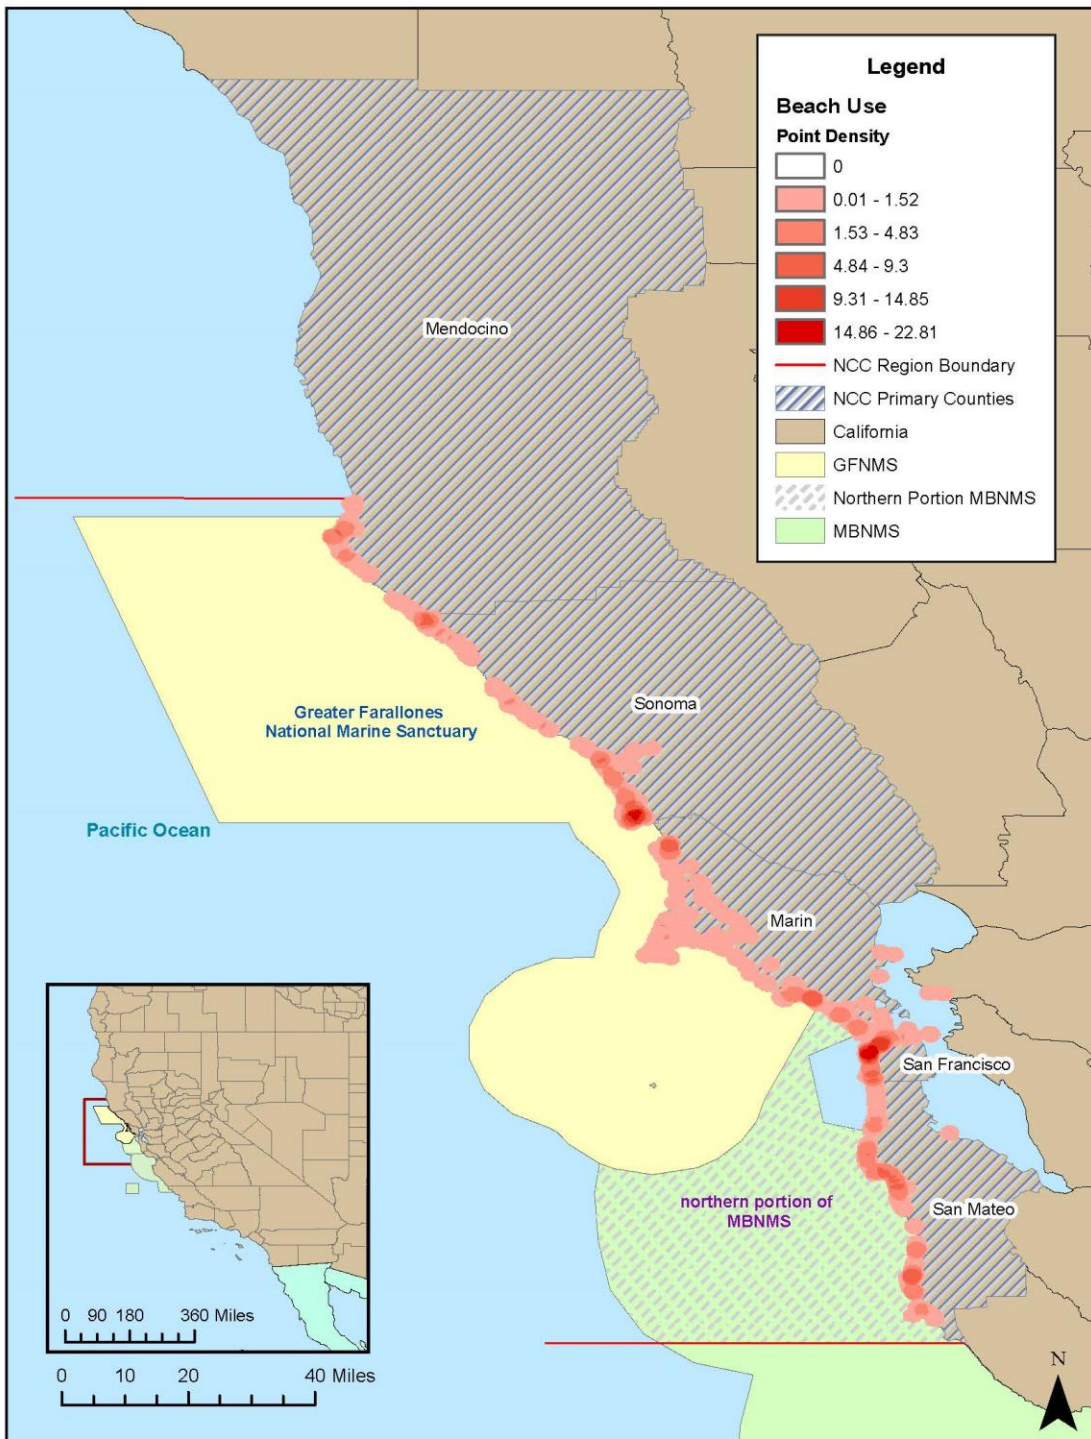 Legend
Beach Use
Point Density
0
0.01 - 1.52
1.53 - 4.83
4.84 - 9.3
9.31 - 14.85
14.86 - 22.81
NCC Region Boundary
NCC Primary Counties
California
GFNMS
Northern Portion MBNMS
MBNMS
Mendocino
Sonoma
Greater Farallones
National Marine Sanctuary
Pacific Ocean
Marin
San Francisco
northern portion of
MBNMS
San Mateo
0 90 180 360 Miles
0 10 20 40 Miles
N